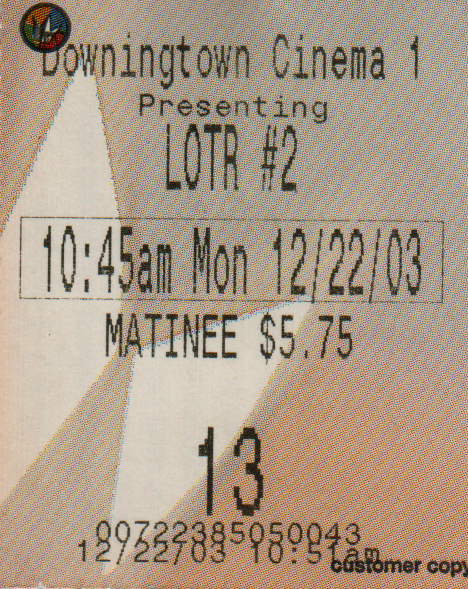 Downingtown Cinema 1
Presenting
LOTR #2
10:45am Mon 12/22/03
MATINEE $5.75
13
00722385050043
12/22/03 10:51am
customer copy